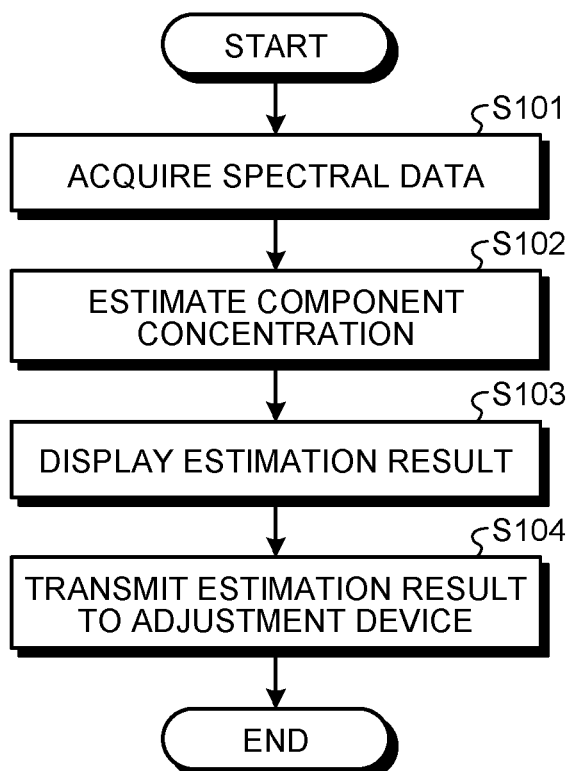 START
S101
ACQUIRE SPECTRAL DATA
S102
ESTIMATE COMPONENT
CONCENTRATION
S103
DISPLAY ESTIMATION RESULT
S104
TRANSMIT ESTIMATION RESULT
TO ADJUSTMENT DEVICE
END